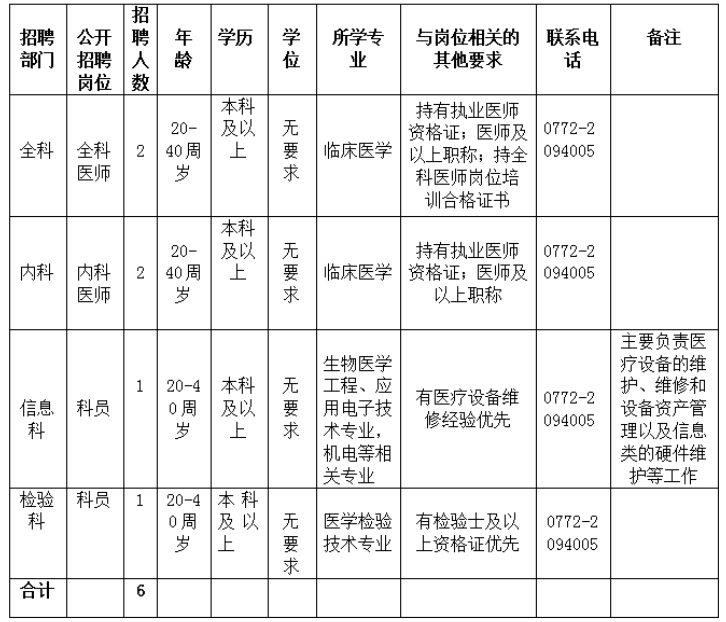 招聘部门 公开招聘岗位 招聘人数 年龄 学历 学位 所学专业 与岗位相关的其他要求 联系电话 备注
全科 全科医师 2 20-40周岁 本科及以上 无要求 临床医学 持有执业医师资格证；医师及以上职称；持全科医师岗位培训合格证书 0772-2094005
内科 内科医师 2 20-40周岁 本科及以上 无要求 临床医学 持有执业医师资格证；医师及以上职称 0772-2094005
信息科 科员 1 20-40周岁 本科及以上 无要求 生物医学工程、应用电子技术专业，机电等相关专业 有医疗设备维修经验优先 0772-2094005 主要负责医疗设备的维护、维修和设备资产管理以及信息类的硬件维护等工作
检验科 科员 1 20-40周岁 本科及以上 无要求 医学检验技术专业 有检验士及以上资格证优先 0772-2094005
合计 6